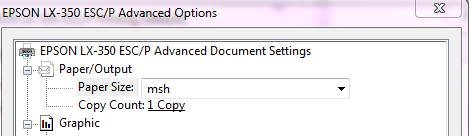 EPSON LX-350 ESC/P Advanced Options
EPSON LX-350 ESC/P Advanced Document Settings
Paper/Output
Paper Size: msh
Copy Count: 1 Copy
Graphic